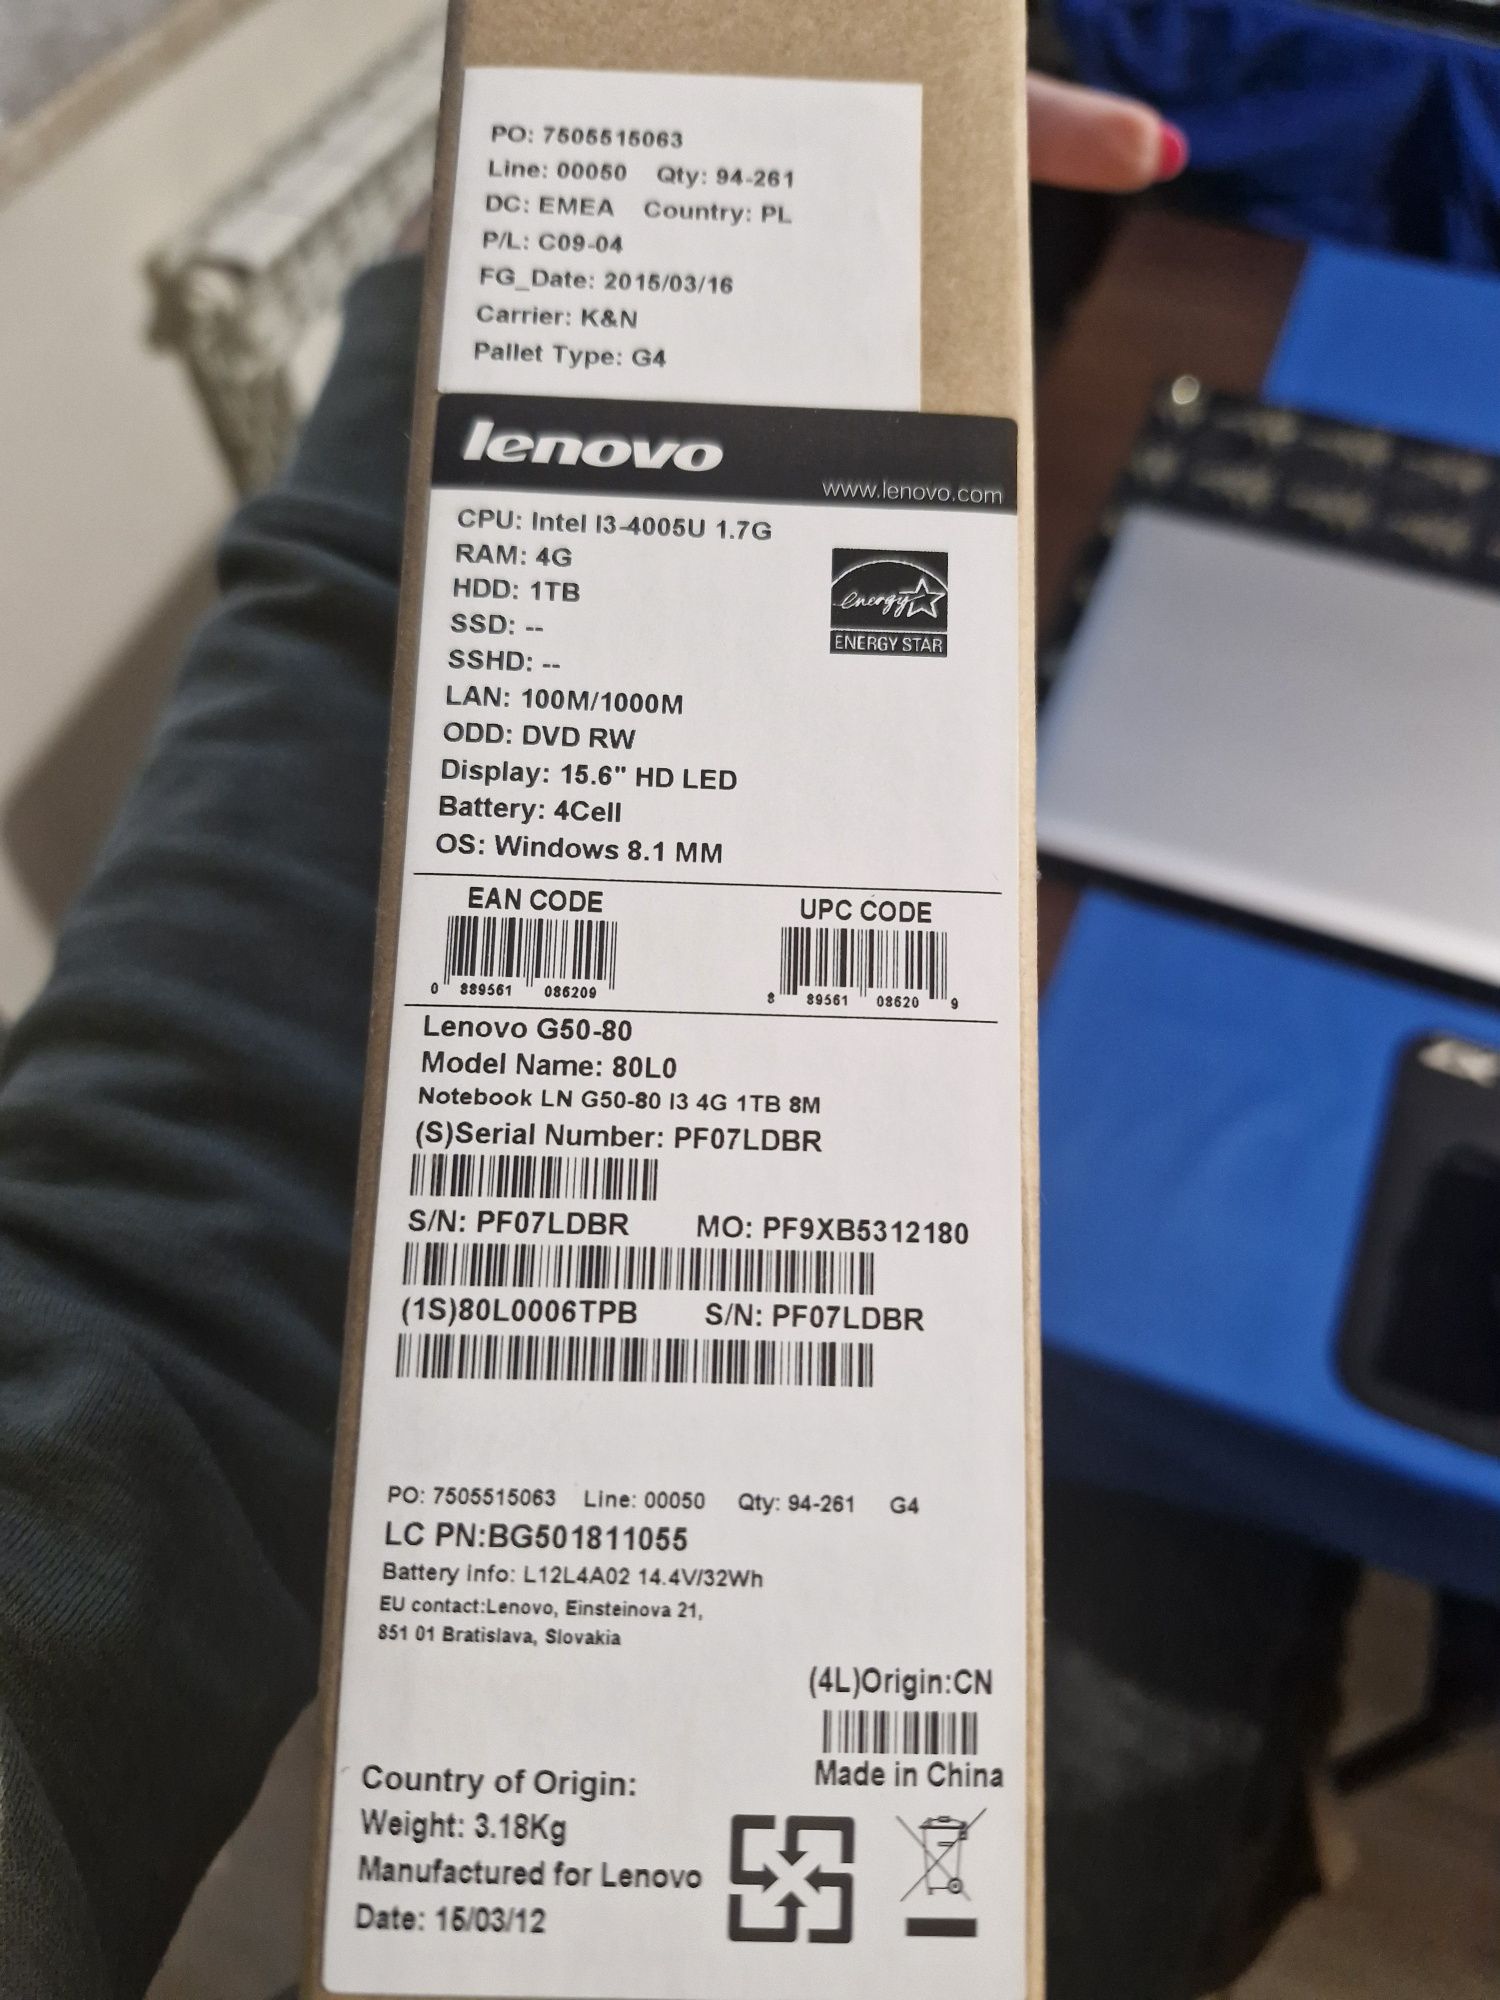 PO: 7505515063
Line: 00050 Qty: 94-261
DC: EMEA Country: PL
P/L: C09-04
FG_Date: 2015/03/16
Carrier: K&N
Pallet Type: G4
lenovo
www.lenovo.com
CPU: Intel I3-4005U 1.7G
RAM: 4G
HDD: 1TB
SSD: --
SSHD: --
LAN: 100M/1000M
ODD: DVD RW
Display: 15.6" HD LED
Battery: 4Cell
OS: Windows 8.1 MM
energy
ENERGY STAR
EAN CODE UPC CODE
0 889561 086209 8 89561 08620 9
Lenovo G50-80
Model Name: 80L0
Notebook LN G50-80 I3 4G 1TB 8M
(S)Serial Number: PF07LDBR
S/N: PF07LDBR MO: PF9XB5312180
(1S)80L0006TPB S/N: PF07LDBR
PO: 7505515063 Line: 00050 Qty: 94-261 G4
LC PN:BG501811055
Battery info: L12L4A02 14.4V/32Wh
EU contact:Lenovo, Einsteinova 21,
851 01 Bratislava, Slovakia
(4L)Origin:CN
Made in China
Country of Origin:
Weight: 3.18Kg
Manufactured for Lenovo
Date: 15/03/12